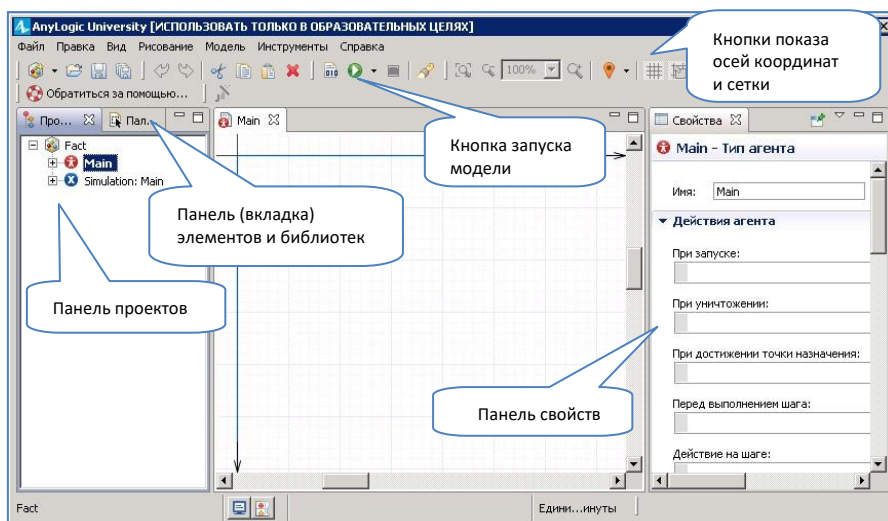 AnyLogic University [ИСПОЛЬЗОВАТЬ ТОЛЬКО В ОБРАЗОВАТЕЛЬНЫХ ЦЕЛЯХ]
Файл Правка Вид Рисование Модель Инструменты Справка
100%
Обратиться за помощью...
Кнопки показа
осей координат
и сетки
Про...
Пал...
Main
Свойства
Fact
Main
Simulation: Main
Кнопка запуска
модели
Панель (вкладка)
элементов и библиотек
Панель проектов
Панель свойств
Main - Тип агента
Имя: Main
Действия агента
При запуске:
При уничтожении:
При достижении точки назначения:
Перед выполнением шага:
Действие на шаге:
Fact
Едини...инуты